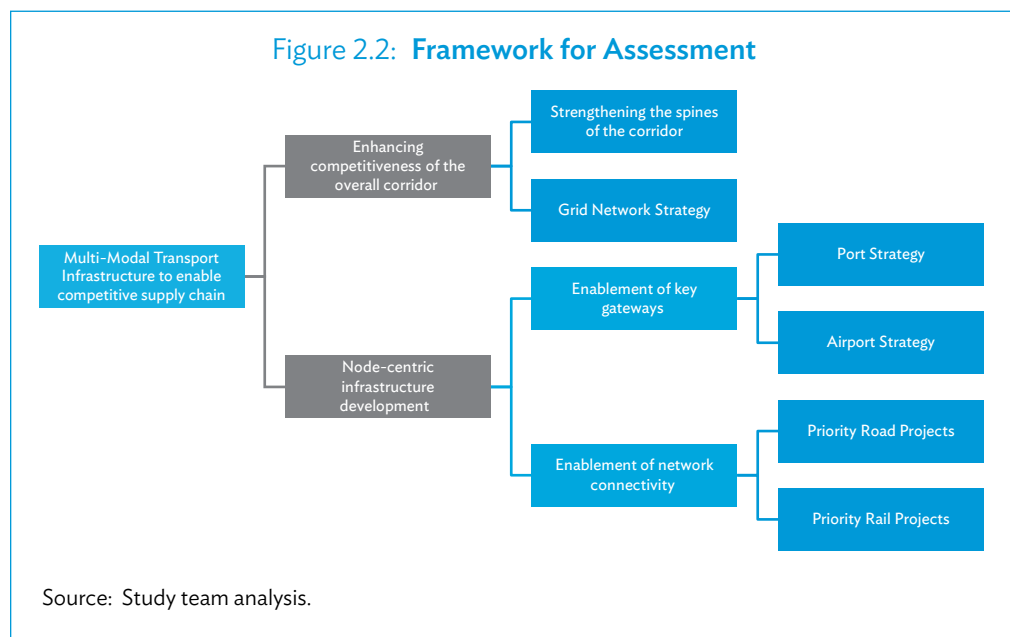 Figure 2.2: Framework for Assessment
Strengthening the spines
of the corridor
Enhancing
competitiveness of the
overall corridor
Grid Network Strategy
Multi-Modal Transport
Infrastructure to enable
competitive supply chain
Port Strategy
Enablement of key
gateways
Airport Strategy
Node-centric
infrastructure
development
Priority Road Projects
Enablement of network
connectivity
Priority Rail Projects
Source: Study team analysis.